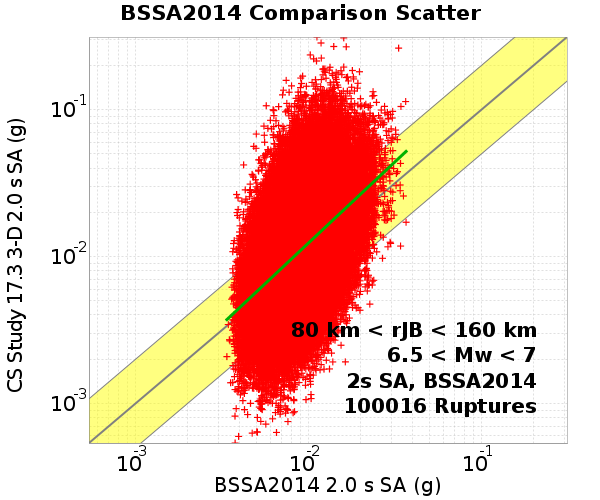 BSSA2014 Comparison Scatter
CS Study 17.3 3-D 2.0 s SA (g)
10-1
10-2
10-3
80 km < rJB < 160 km
6.5 < Mw < 7
2s SA, BSSA2014
100016 Ruptures
10-3 10-2 10-1
BSSA2014 2.0 s SA (g)